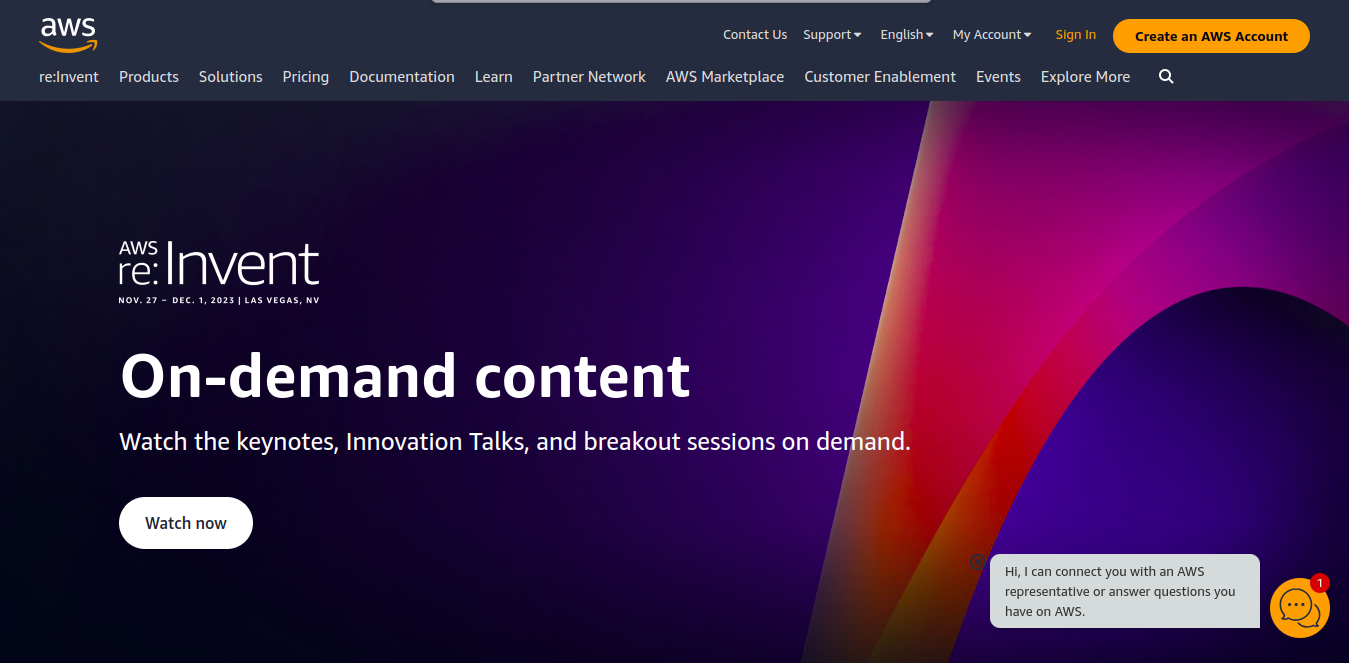 aws
Contact Us Support English My Account Sign In Create an AWS Account
re:Invent Products Solutions Pricing Documentation Learn Partner Network AWS Marketplace Customer Enablement Events Explore More
AWS
re:Invent
NOV. 27 – DEC. 1, 2023 | LAS VEGAS, NV
On-demand content
Watch the keynotes, Innovation Talks, and breakout sessions on demand.
Watch now
Hi, I can connect you with an AWS
representative or answer questions you
have on AWS.
1